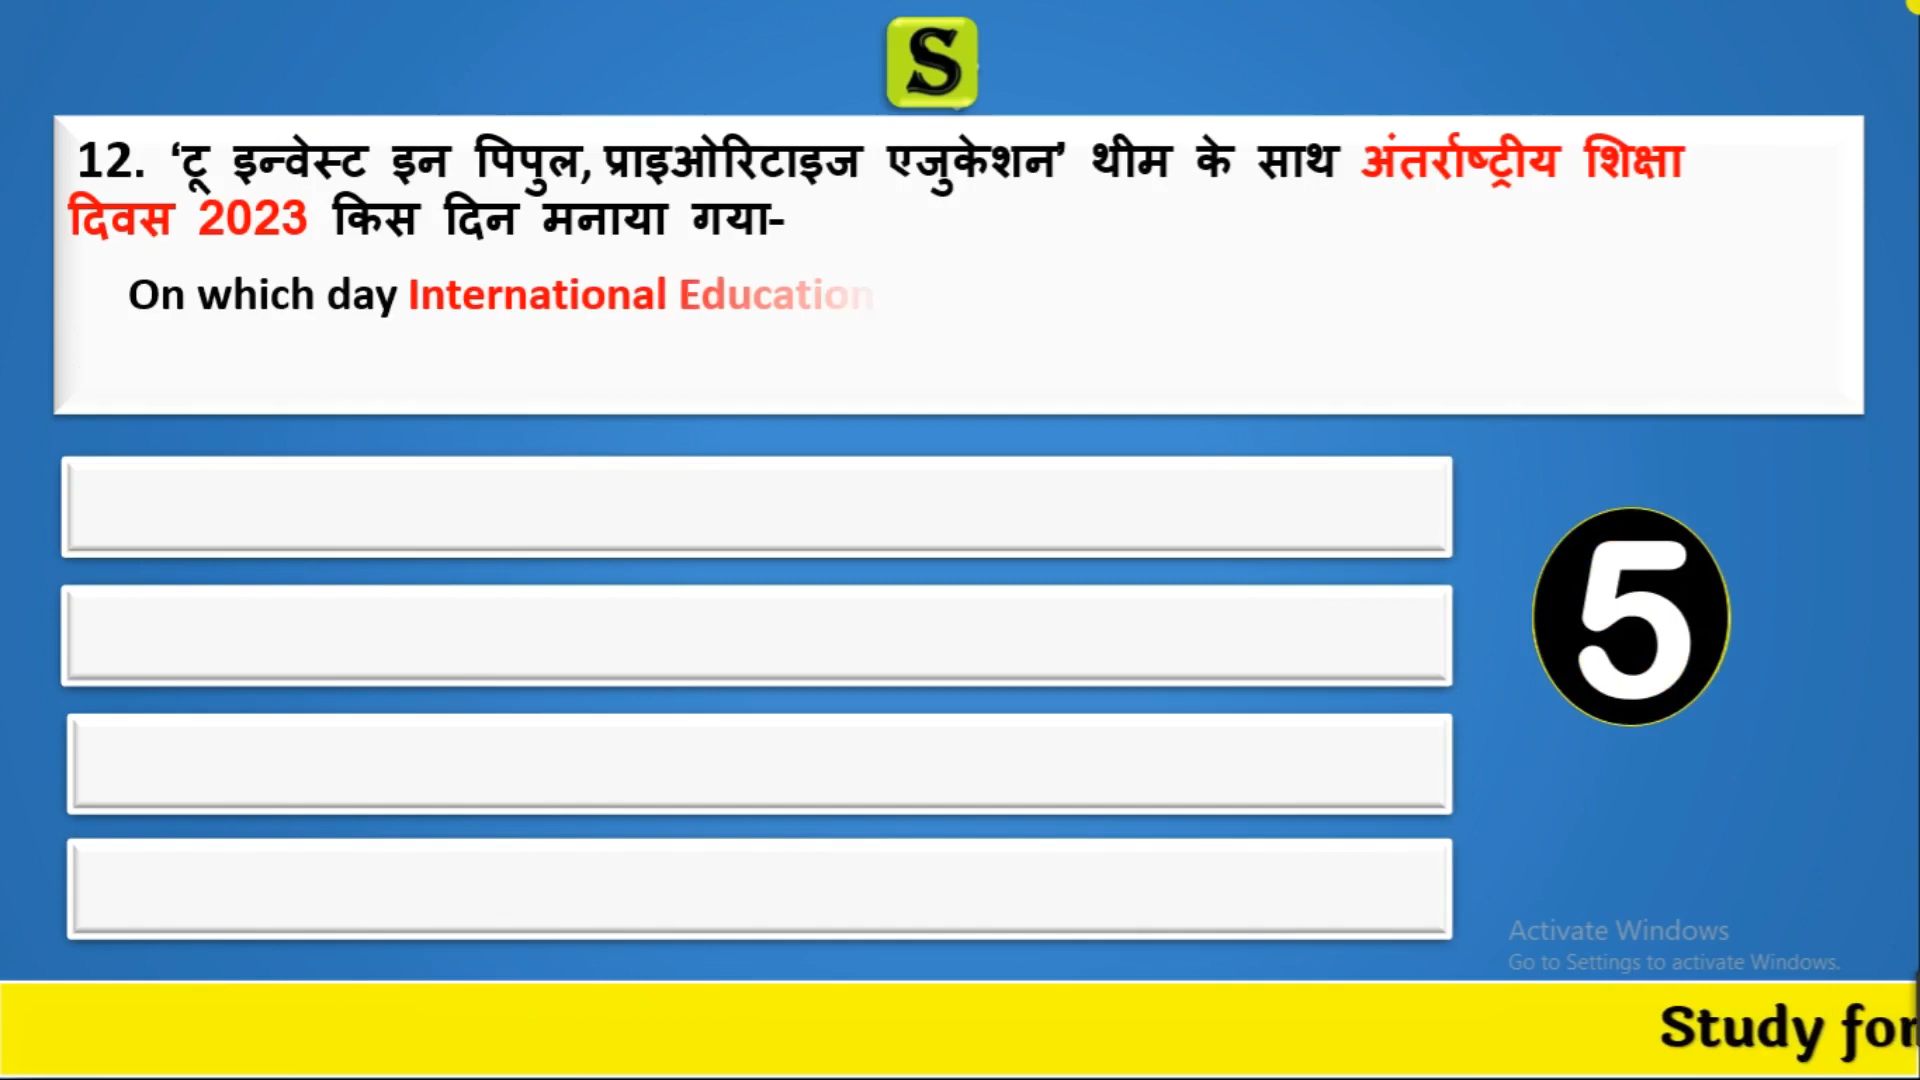 S
12. ‘टू इन्वेस्ट इन पिपुल, प्राइओरिटाइज एजुकेशन’ थीम के साथ अंतर्राष्ट्रीय शिक्षा
दिवस 2023 किस दिन मनाया गया-
On which day International Education
5
Activate Windows
Go to Settings to activate Windows.
Study for